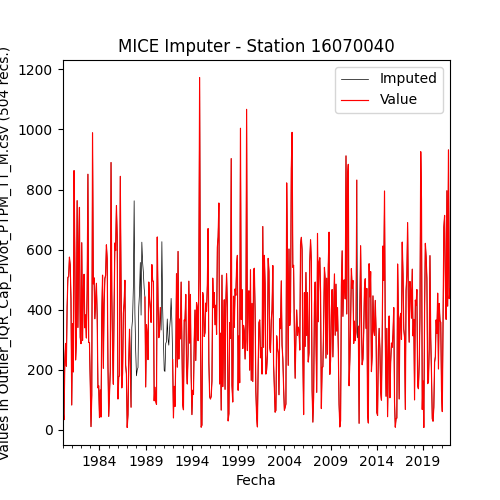 MICE Imputer - Station 16070040
Values in Outlier_IQR_Cap_Pivot_PTPM_TT_M.csv (504 recs.)
1200
1000
800
600
400
200
0
Imputed
Value
1984 1989 1994 1999 2004 2009 2014 2019
Fecha